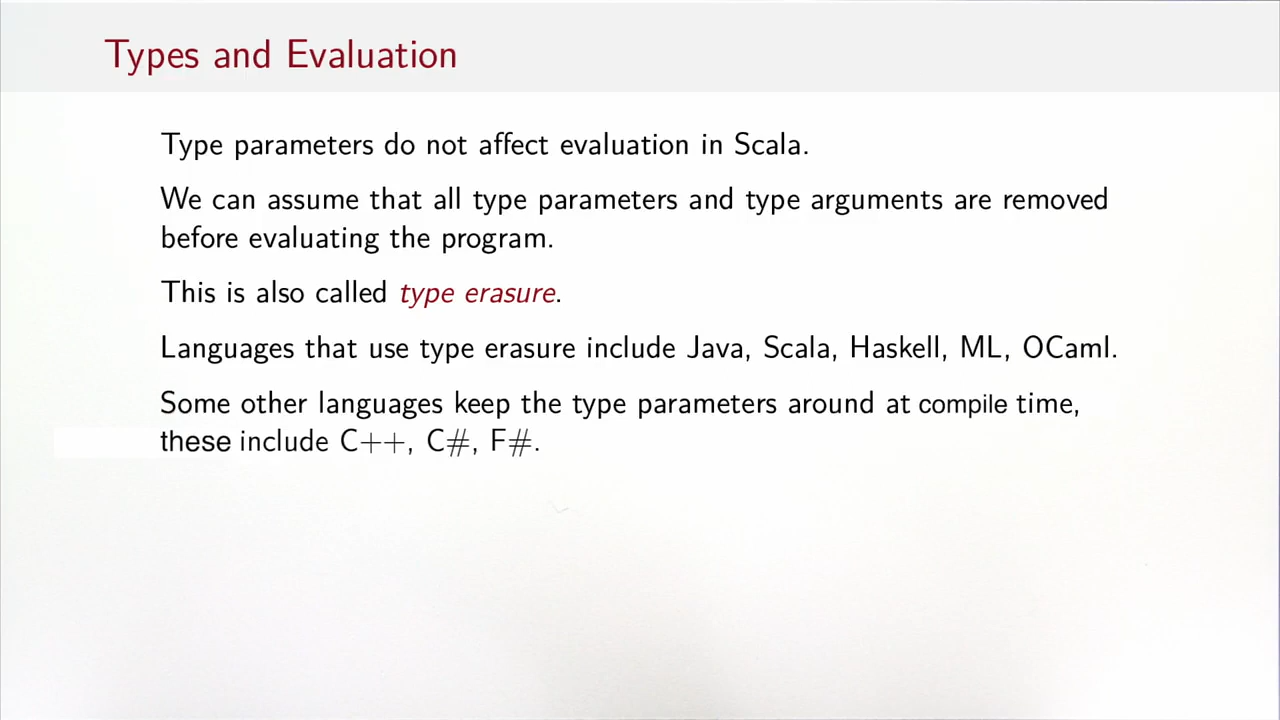 Types and Evaluation
Type parameters do not affect evaluation in Scala.
We can assume that all type parameters and type arguments are removed
before evaluating the program.
This is also called type erasure.
Languages that use type erasure include Java, Scala, Haskell, ML, OCaml.
Some other languages keep the type parameters around at compile time,
these include C++, C#, F#.